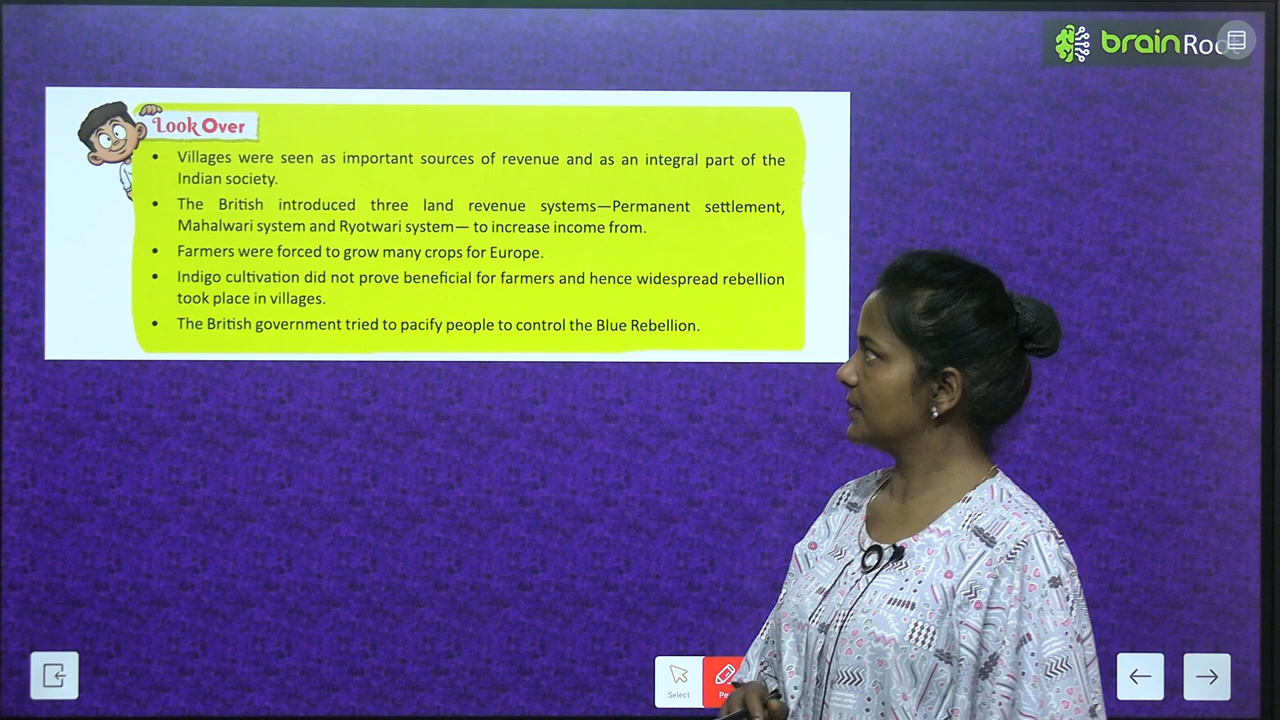 brainRoot
Look Over
• Villages were seen as important sources of revenue and as an integral part of the
Indian society.
• The British introduced three land revenue systems—Permanent settlement,
Mahalwari system and Ryotwari system— to increase income from.
• Farmers were forced to grow many crops for Europe.
• Indigo cultivation did not prove beneficial for farmers and hence widespread rebellion
took place in villages.
• The British government tried to pacify people to control the Blue Rebellion.
Select